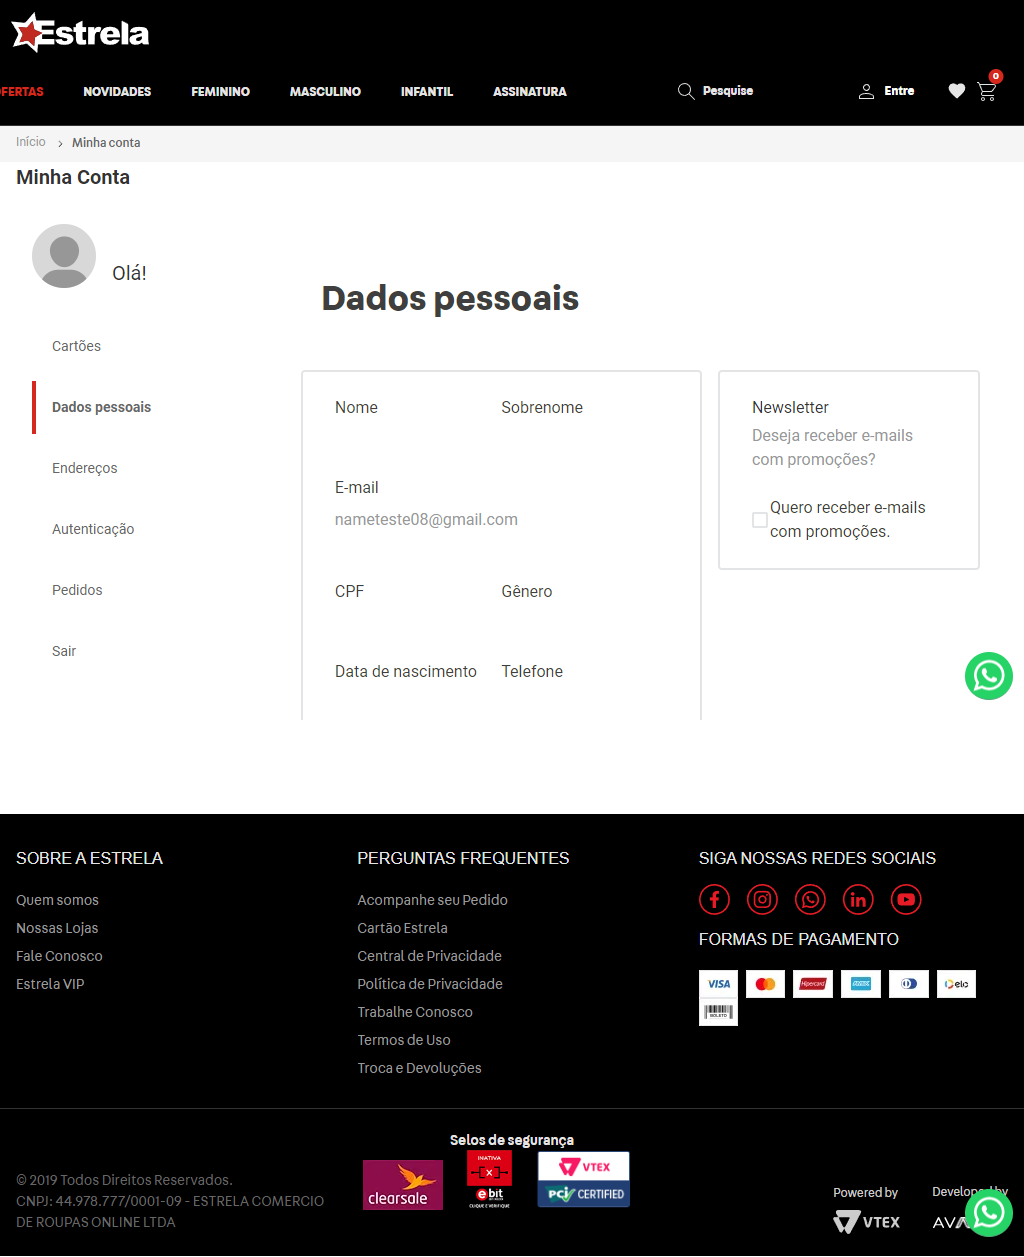 Estrela
OFERTAS NOVIDADES FEMININO MASCULINO INFANTIL ASSINATURA Pesquise Entre 0
Início Minha conta
Minha Conta
Olá!
Dados pessoais
Cartões
Dados pessoais
Endereços
Autenticação
Pedidos
Sair
Nome Sobrenome
E-mail
nameteste08@gmail.com
CPF Gênero
Data de nascimento Telefone
Newsletter
Deseja receber e-mails
com promoções?
Quero receber e-mails
com promoções.
SOBRE A ESTRELA
Quem somos
Nossas Lojas
Fale Conosco
Estrela VIP
PERGUNTAS FREQUENTES
Acompanhe seu Pedido
Cartão Estrela
Central de Privacidade
Política de Privacidade
Trabalhe Conosco
Termos de Uso
Troca e Devoluções
SIGA NOSSAS REDES SOCIAIS
FORMAS DE PAGAMENTO
VISA Hipercard elo
BOLETO
Selos de segurança
clearsale
INATIVA
ebit
CLIQUE E VERIFIQUE
VTEX
PCI CERTIFIED
© 2019 Todos Direitos Reservados.
CNPJ: 44.978.777/0001-09 - ESTRELA COMERCIO
DE ROUPAS ONLINE LTDA
Powered by
VTEX
Developed by